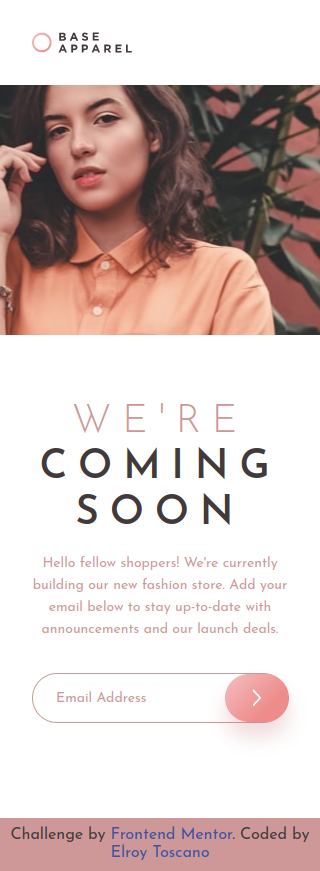 BASE
APPAREL
WE'RE
COMING
SOON
Hello fellow shoppers! We're currently
building our new fashion store. Add your
email below to stay up-to-date with
announcements and our launch deals.
Email Address
Challenge by Frontend Mentor. Coded by
Elroy Toscano